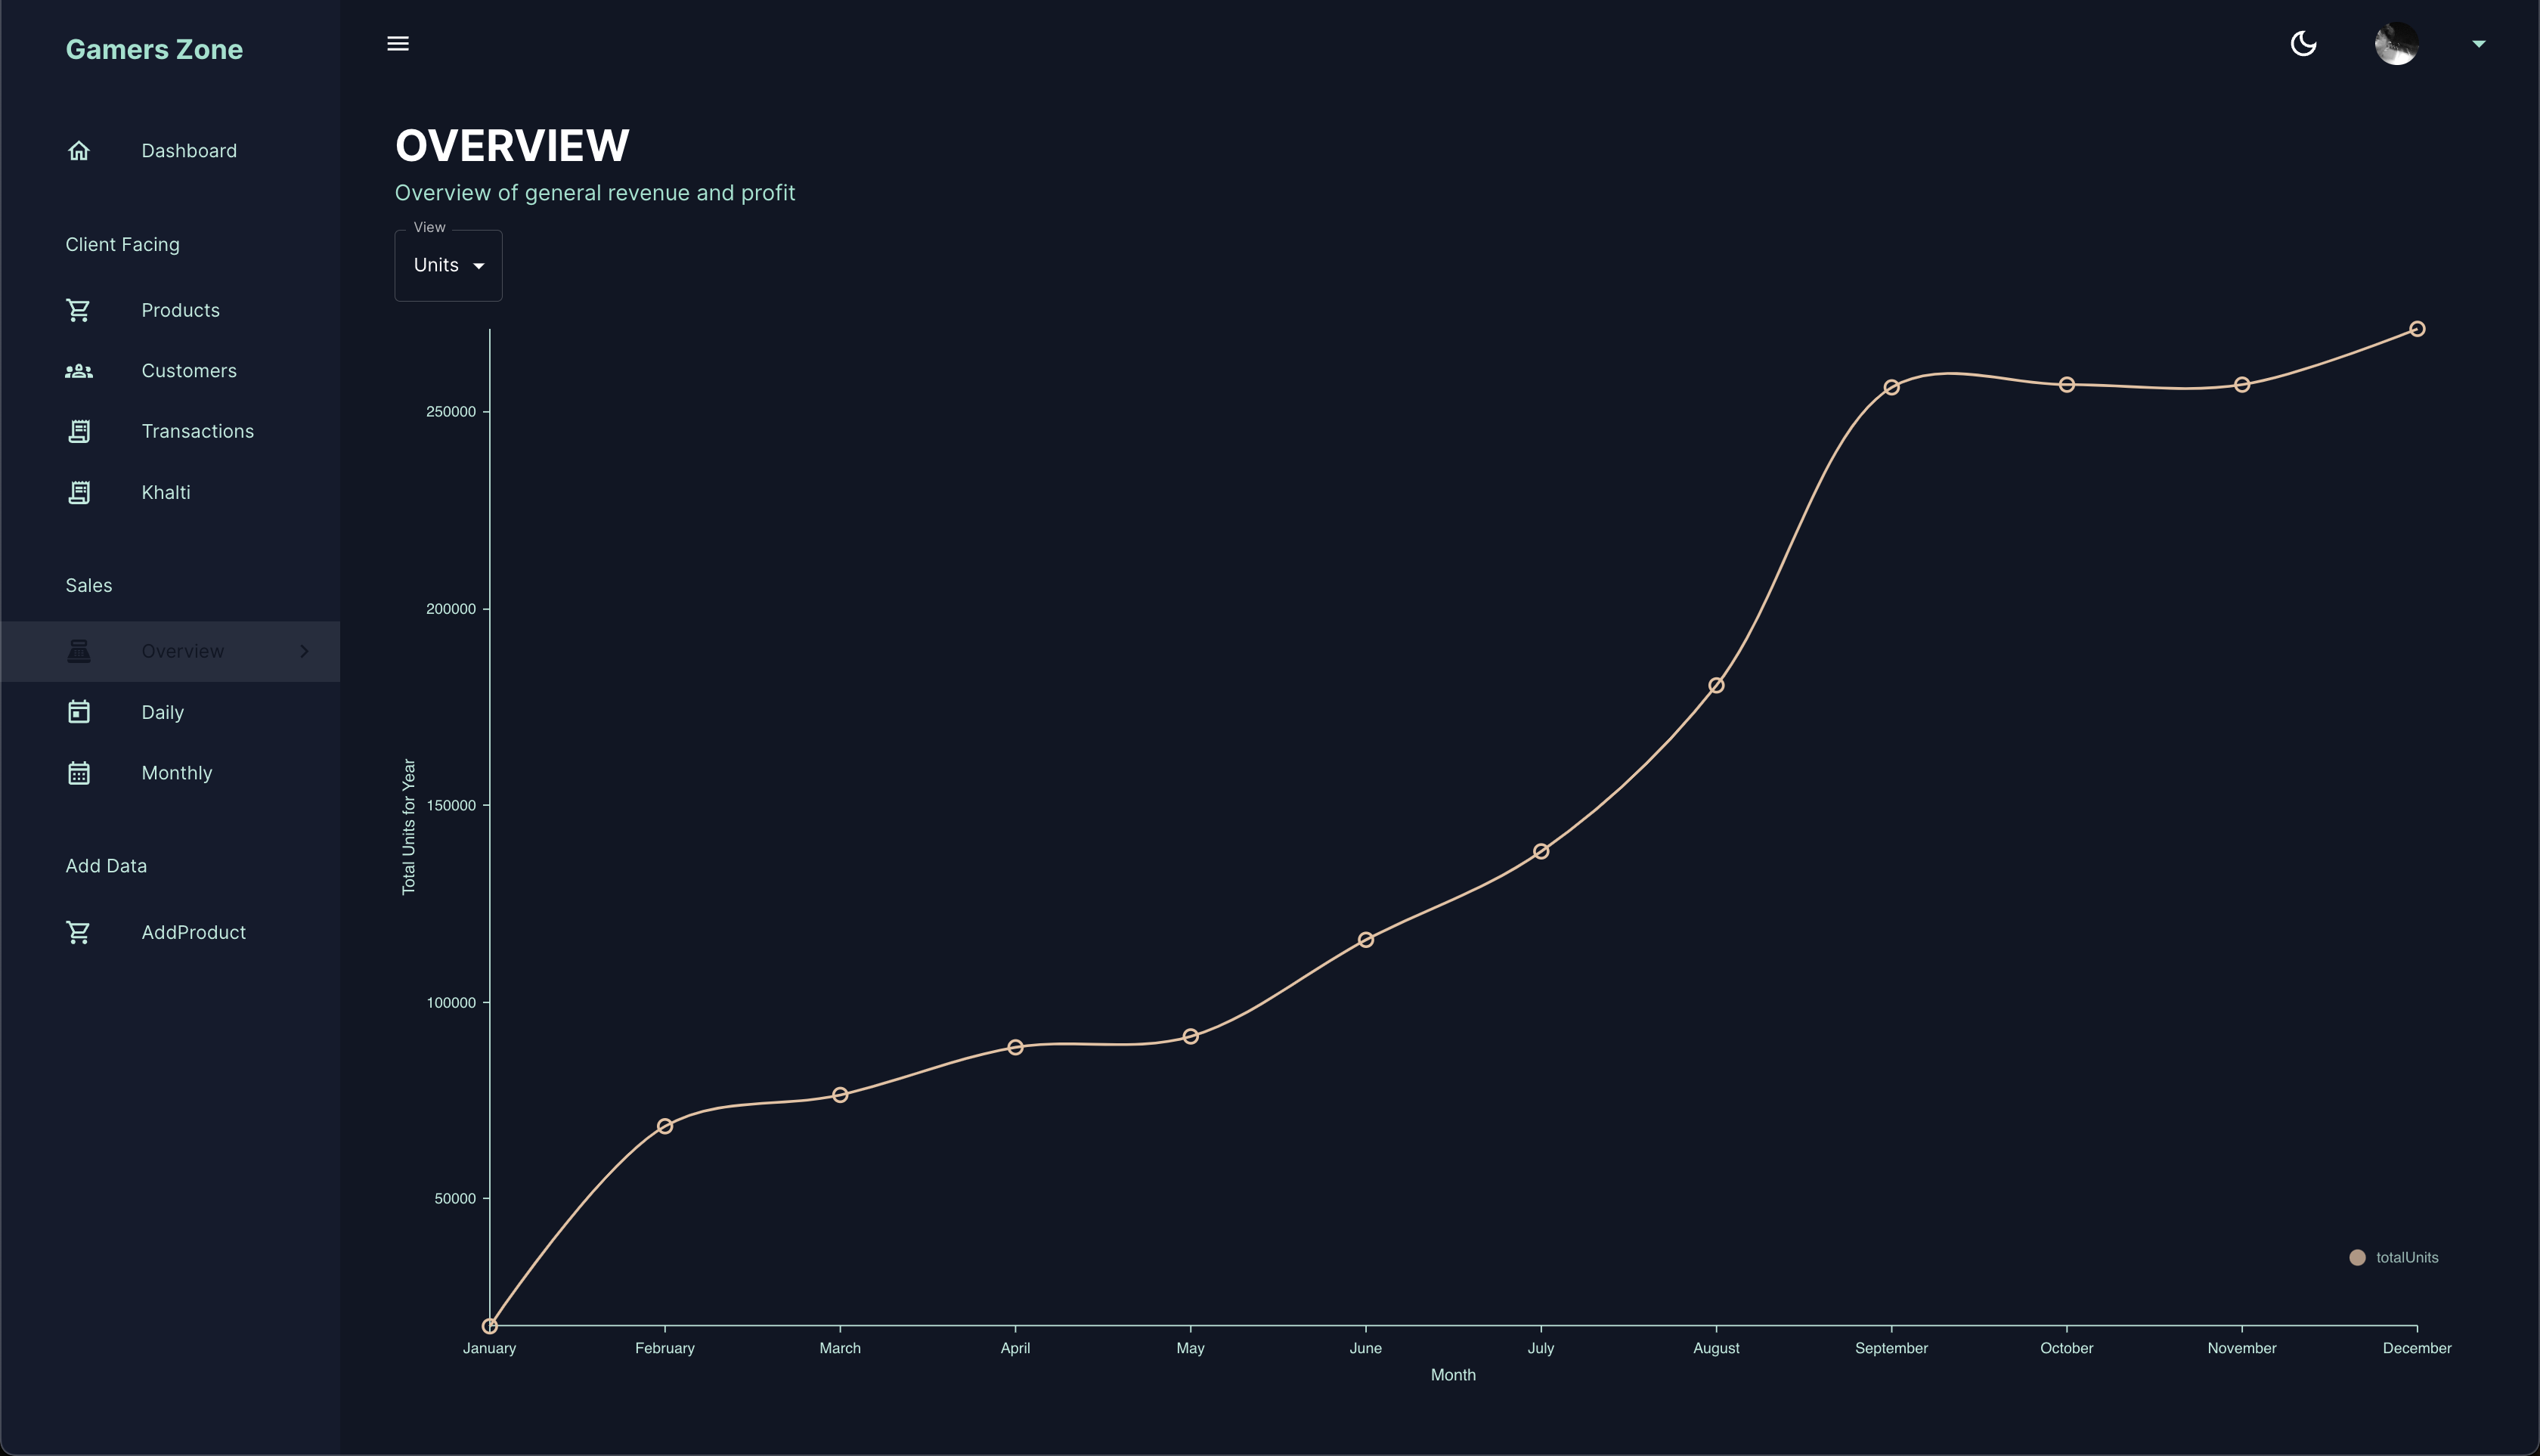 Gamers Zone
Dashboard
Client Facing
Products
Customers
Transactions
Khalti
Sales
Overview
Daily
Monthly
Add Data
AddProduct
OVERVIEW
Overview of general revenue and profit
View
Units
Total Units for Year
250000
200000
150000
100000
50000
totalUnits
January February March April May June July August September October November December
Month